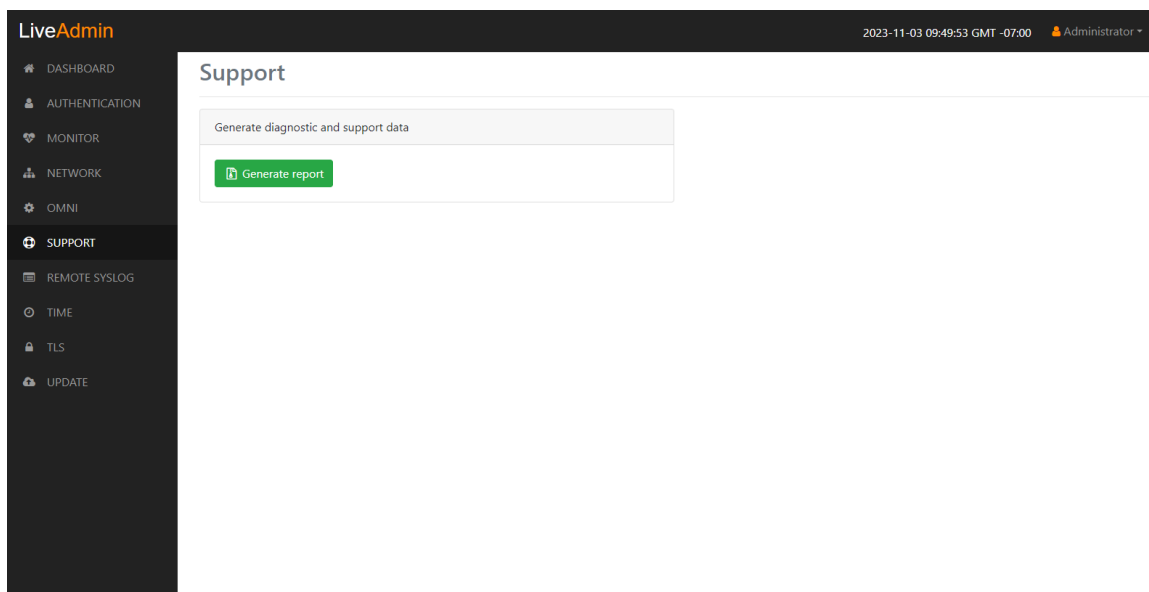 LiveAdmin
2023-11-03 09:49:53 GMT -07:00 Administrator
DASHBOARD
AUTHENTICATION
MONITOR
NETWORK
OMNI
SUPPORT
REMOTE SYSLOG
TIME
TLS
UPDATE
Support
Generate diagnostic and support data
Generate report